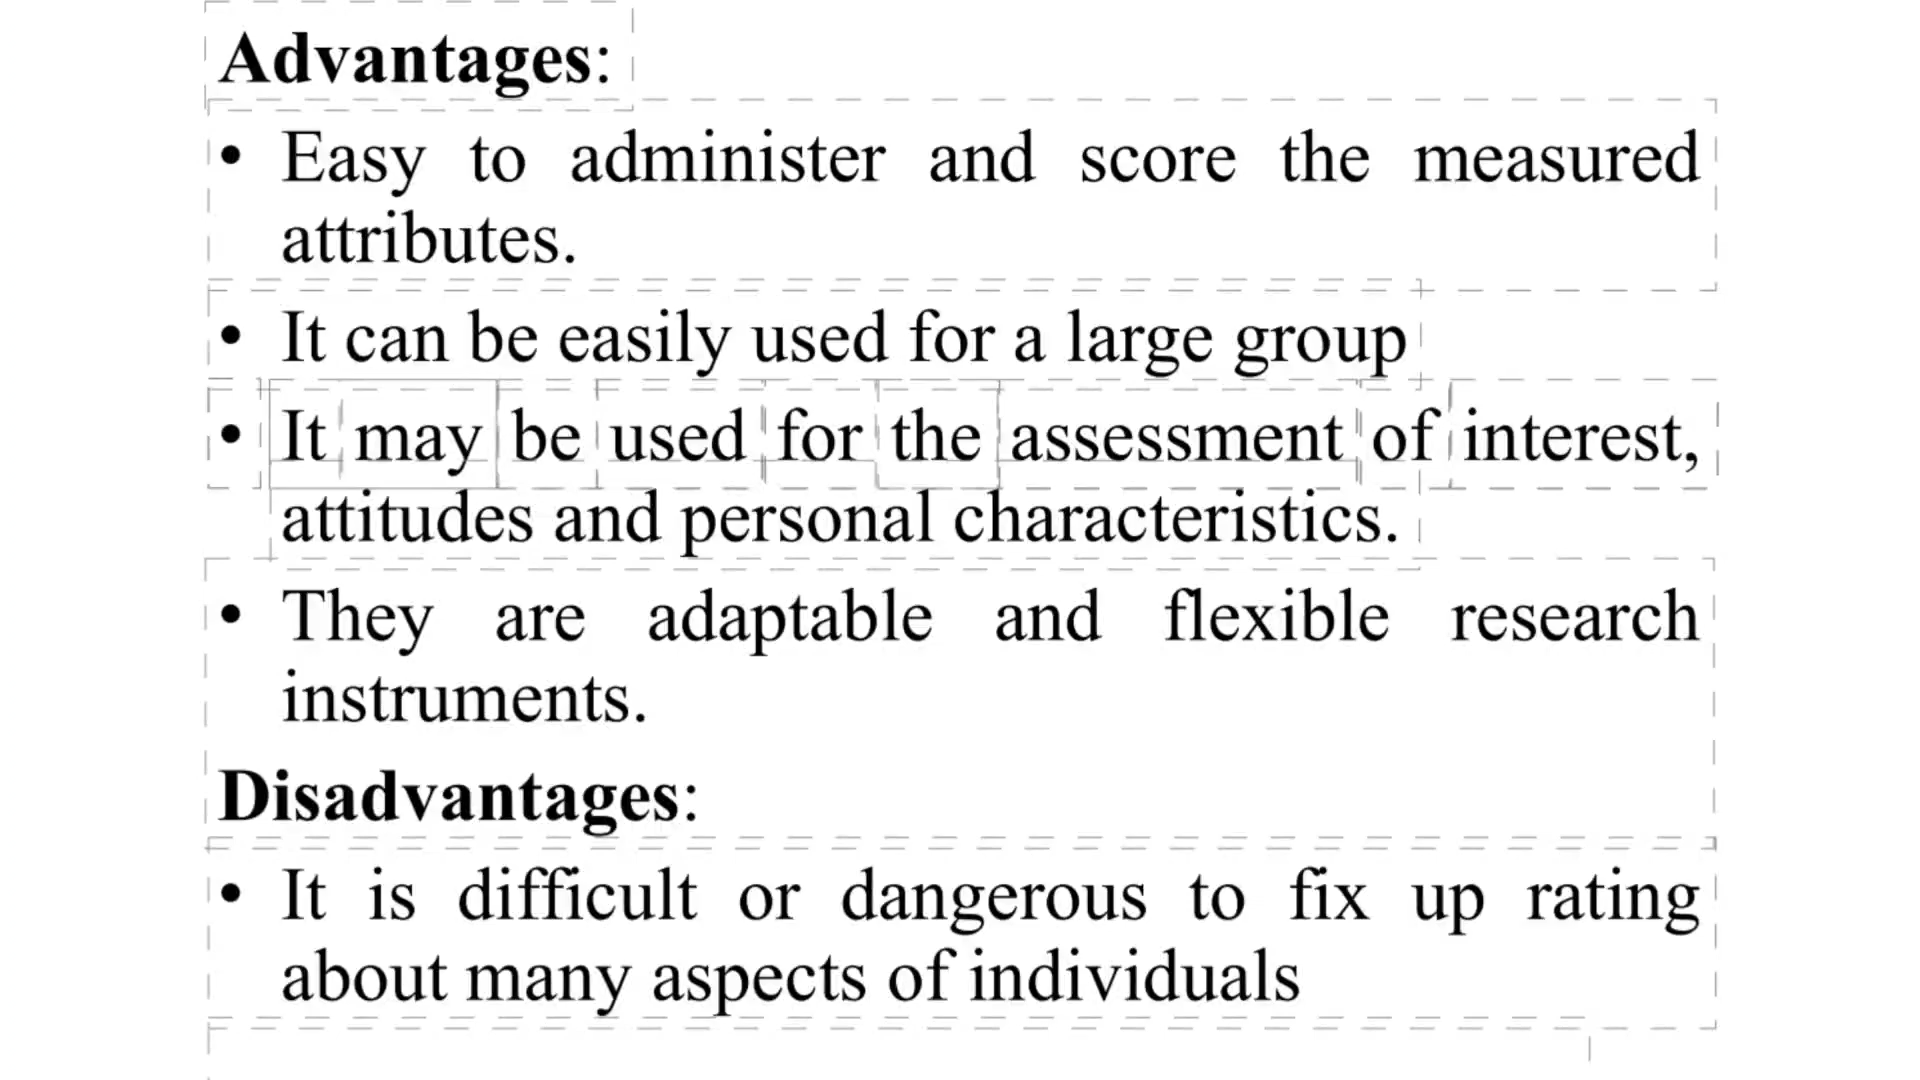 Advantages:
• Easy to administer and score the measured
attributes.
• It can be easily used for a large group
• It may be used for the assessment of interest,
attitudes and personal characteristics.
• They are adaptable and flexible research
instruments.
Disadvantages:
• It is difficult or dangerous to fix up rating
about many aspects of individuals